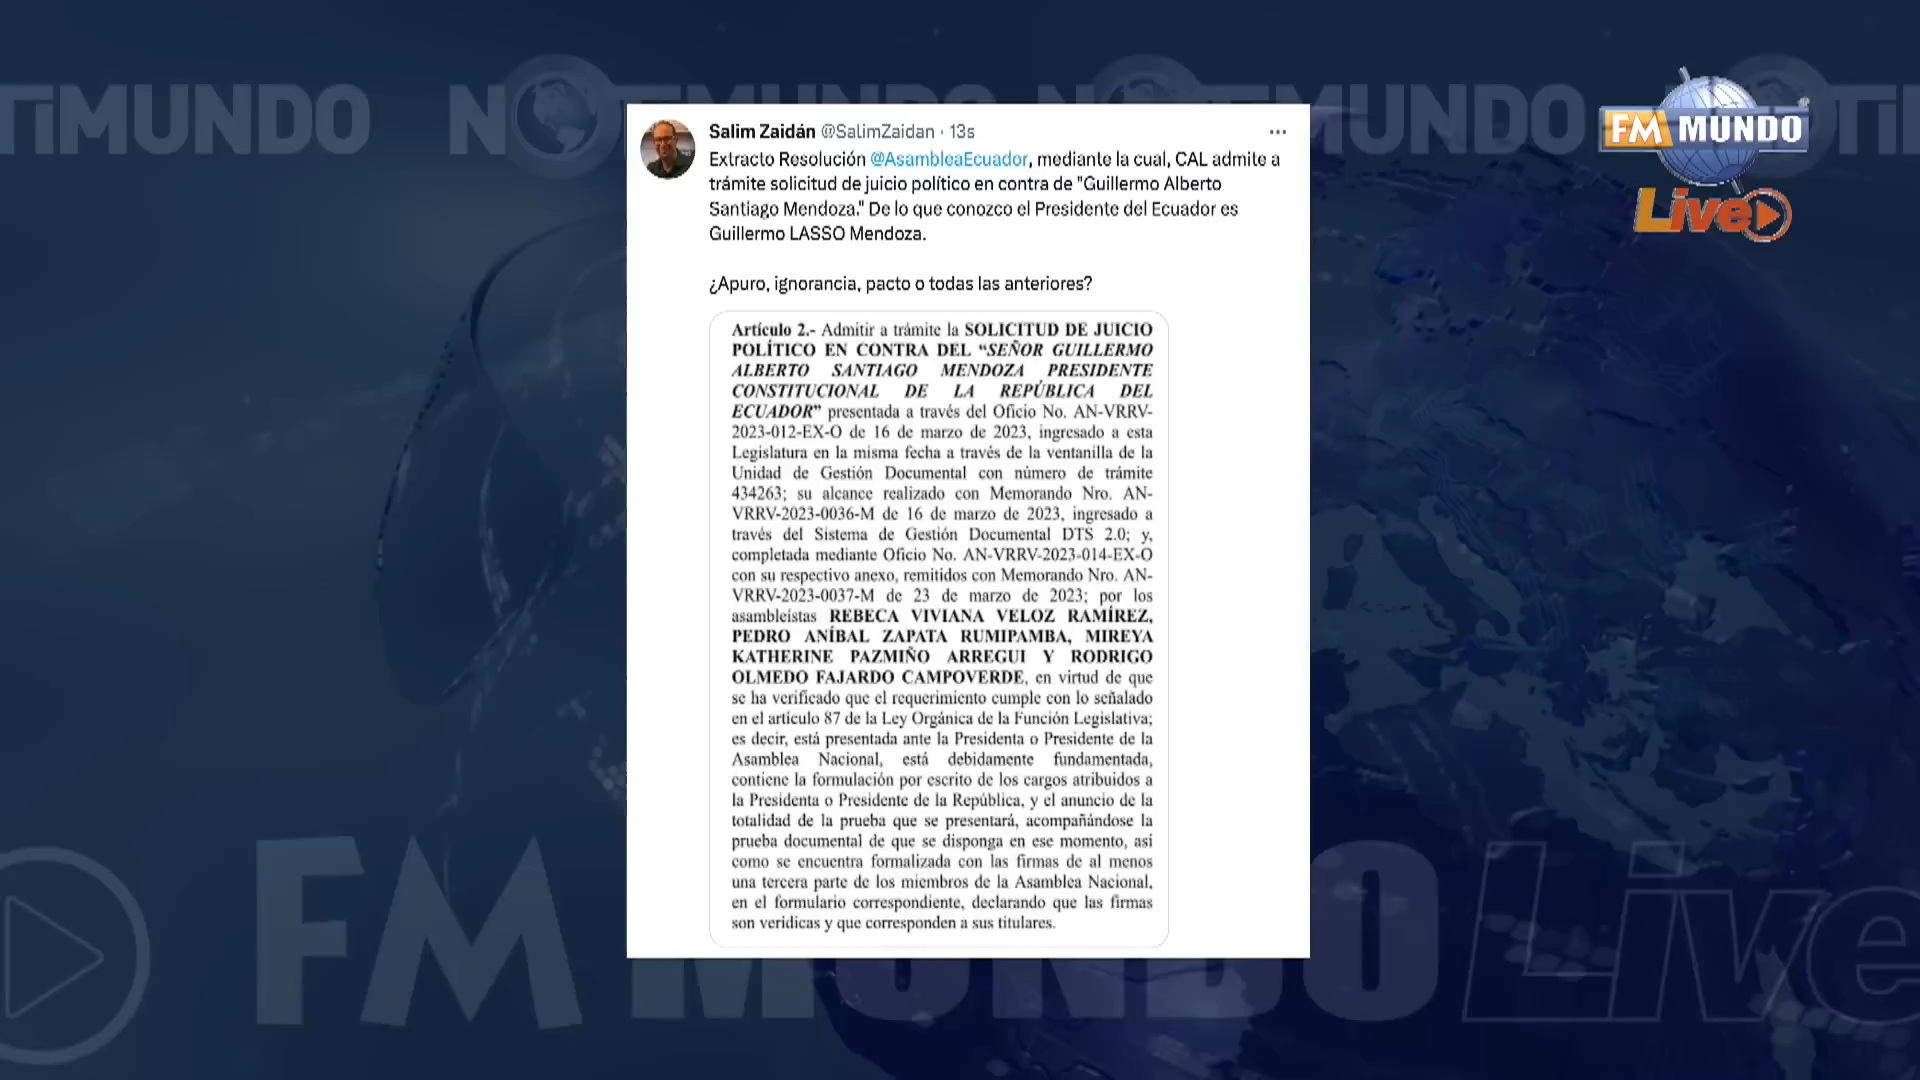 TiMUNDO NOTIMUNDO NOTIMUNDO NOTI
FM MUNDO
Live
Salim Zaidán @SalimZaidan · 13s
Extracto Resolución @AsambleaEcuador, mediante la cual, CAL admite a
trámite solicitud de juicio político en contra de "Guillermo Alberto
Santiago Mendoza." De lo que conozco el Presidente del Ecuador es
Guillermo LASSO Mendoza.
¿Apuro, ignorancia, pacto o todas las anteriores?
Artículo 2.- Admitir a trámite la SOLICITUD DE JUICIO
POLÍTICO EN CONTRA DEL “SEÑOR GUILLERMO
ALBERTO SANTIAGO MENDOZA PRESIDENTE
CONSTITUCIONAL DE LA REPÚBLICA DEL
ECUADOR” presentada a través del Oficio No. AN-VRRV-
2023-012-EX-O de 16 de marzo de 2023, ingresado a esta
Legislatura en la misma fecha a través de la ventanilla de la
Unidad de Gestión Documental con número de trámite
434263; su alcance realizado con Memorando Nro. AN-
VRRV-2023-0036-M de 16 de marzo de 2023, ingresado a
través del Sistema de Gestión Documental DTS 2.0; y,
completada mediante Oficio No. AN-VRRV-2023-014-EX-O
con su respectivo anexo, remitidos con Memorando Nro. AN-
VRRV-2023-0037-M de 23 de marzo de 2023; por los
asambleístas REBECA VIVIANA VELOZ RAMÍREZ,
PEDRO ANÍBAL ZAPATA RUMIPAMBA, MIREYA
KATHERINE PAZMIÑO ARREGUI Y RODRIGO
OLMEDO FAJARDO CAMPOVERDE, en virtud de que
se ha verificado que el requerimiento cumple con lo señalado
en el artículo 87 de la Ley Orgánica de la Función Legislativa;
es decir, está presentada ante la Presidenta o Presidente de la
Asamblea Nacional, está debidamente fundamentada,
contiene la formulación por escrito de los cargos atribuidos a
la Presidenta o Presidente de la República, y el anuncio de la
totalidad de la prueba que se presentará, acompañándose la
prueba documental de que se disponga en ese momento, así
como se encuentra formalizada con las firmas de al menos
una tercera parte de los miembros de la Asamblea Nacional,
en el formulario correspondiente, declarando que las firmas
son verídicas y que corresponden a sus titulares.
FM MUNDO Live